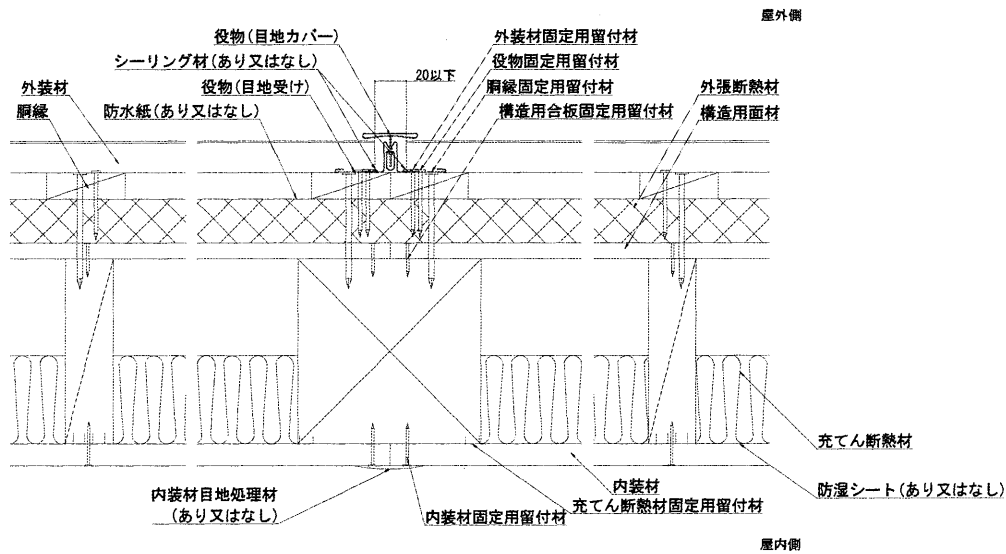 屋外側
役物(目地カバー)
シーリング材(あり又はなし)
役物(目地受け)
外装材
胴縁
防水紙(あり又はなし)
20以下
外装材固定用留付材
役物固定用留付材
胴縁固定用留付材
構造用合板固定用留付材
外張断熱材
構造用面材
充てん断熱材
防湿シート(あり又はなし)
内装材
充てん断熱材固定用留付材
内装材固定用留付材
内装材目地処理材
(あり又はなし)
屋内側